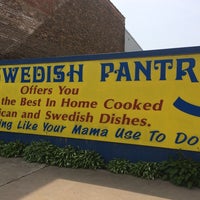 SWEDISH PANTR
Offers You
the Best In Home Cooked
ican and Swedish Dishes.
ing Like Your Mama Use To Do